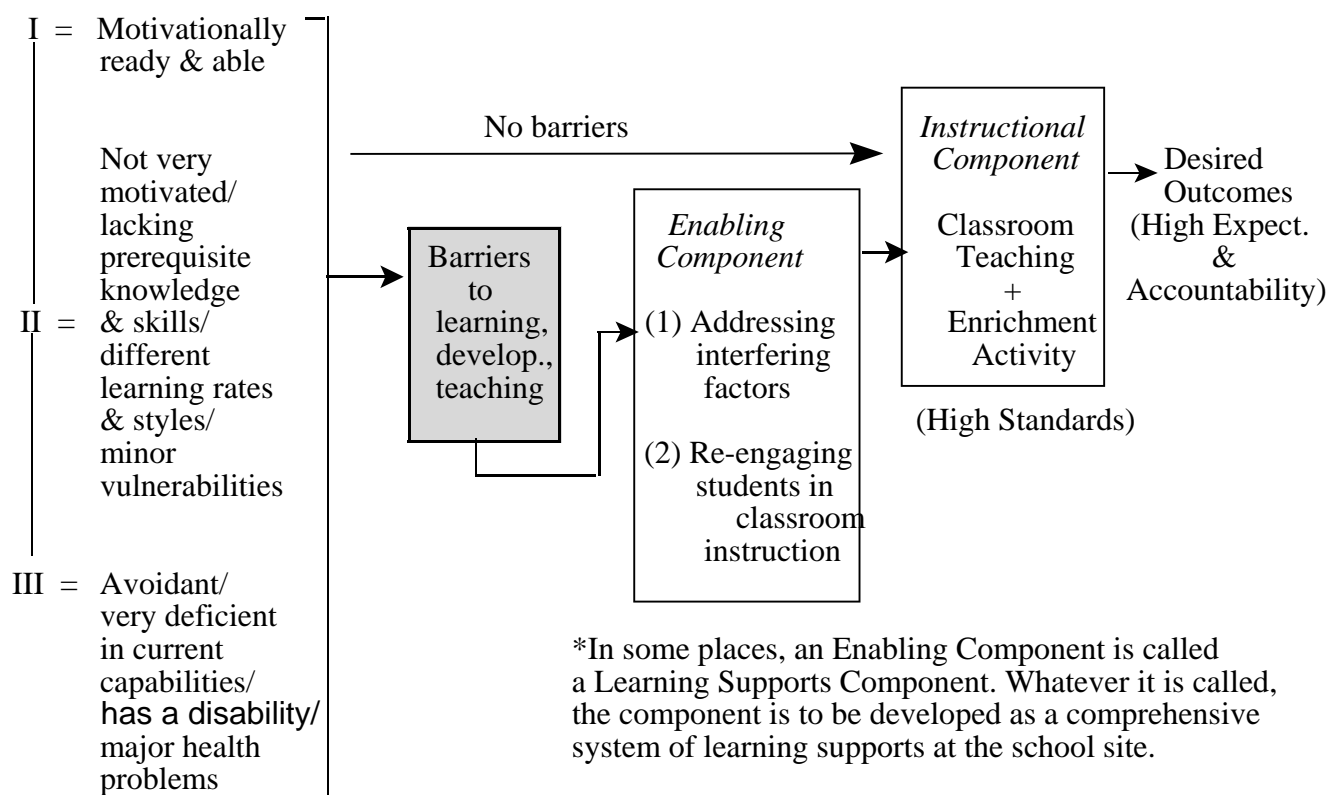 I = Motivationally
ready & able
Not very
motivated/
lacking
prerequisite
knowledge
II = & skills/
different
learning rates
& styles/
minor
vulnerabilities
III = Avoidant/
very deficient
in current
capabilities/
has a disability/
major health
problems
No barriers
Barriers
to
learning,
develop.,
teaching
Enabling
Component
(1) Addressing
interfering
factors
(2) Re-engaging
students in
classroom
instruction
Instructional
Component
Classroom
Teaching
+
Enrichment
Activity
(High Standards)
Desired
Outcomes
(High Expect.
&
Accountability)
*In some places, an Enabling Component is called
a Learning Supports Component. Whatever it is called,
the component is to be developed as a comprehensive
system of learning supports at the school site.